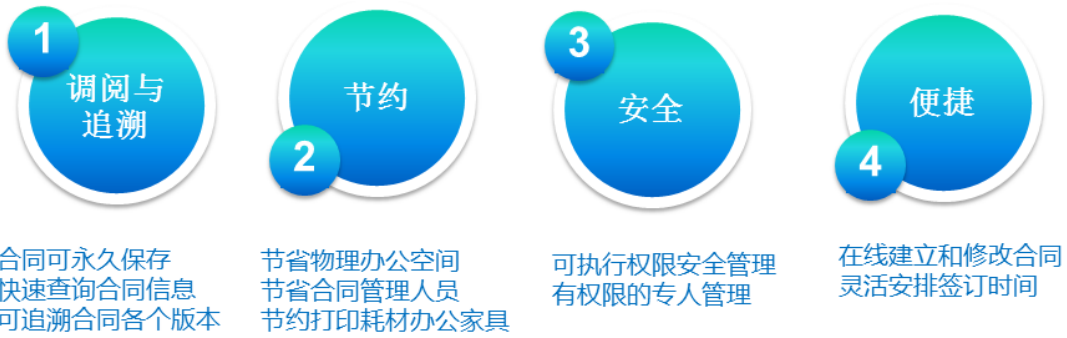 1
调阅与
追溯
合同可永久保存
快速查询合同信息
可追溯合同各个版本
2
节约
节省物理办公空间
节省合同管理人员
节约打印耗材办公家具
3
安全
可执行权限安全管理
有权限的专人管理
4
便捷
在线建立和修改合同
灵活安排签订时间